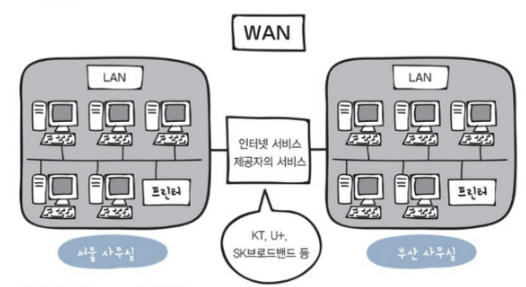 WAN
LAN
LAN
인터넷 서비스
제공자의 서비스
프린터
프린터
KT, U+,
SK브로드밴드 등
서울 사무실
부산 사무실